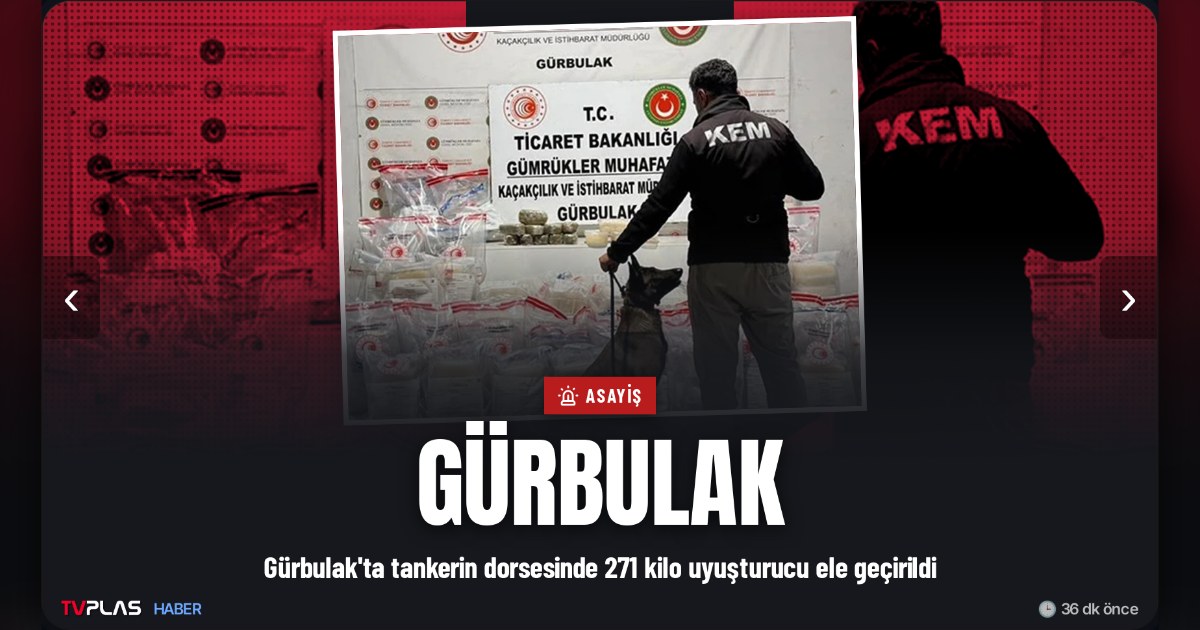 KAÇAKÇILIK VE İSTİHBARAT MÜDÜRLÜĞÜ
GÜRBULAK
T.C.
TİCARET BAKANLIĞI
GÜMRÜKLER MUHAFAZ
KAÇAKÇILIK VE İSTİHBARAT MÜD
GÜRBULAK
KEM
KEM
ASAYİŞ
GÜRBULAK
Gürbulak'ta tankerin dorsesinde 271 kilo uyuşturucu ele geçirildi
TVPLAS HABER
36 dk önce